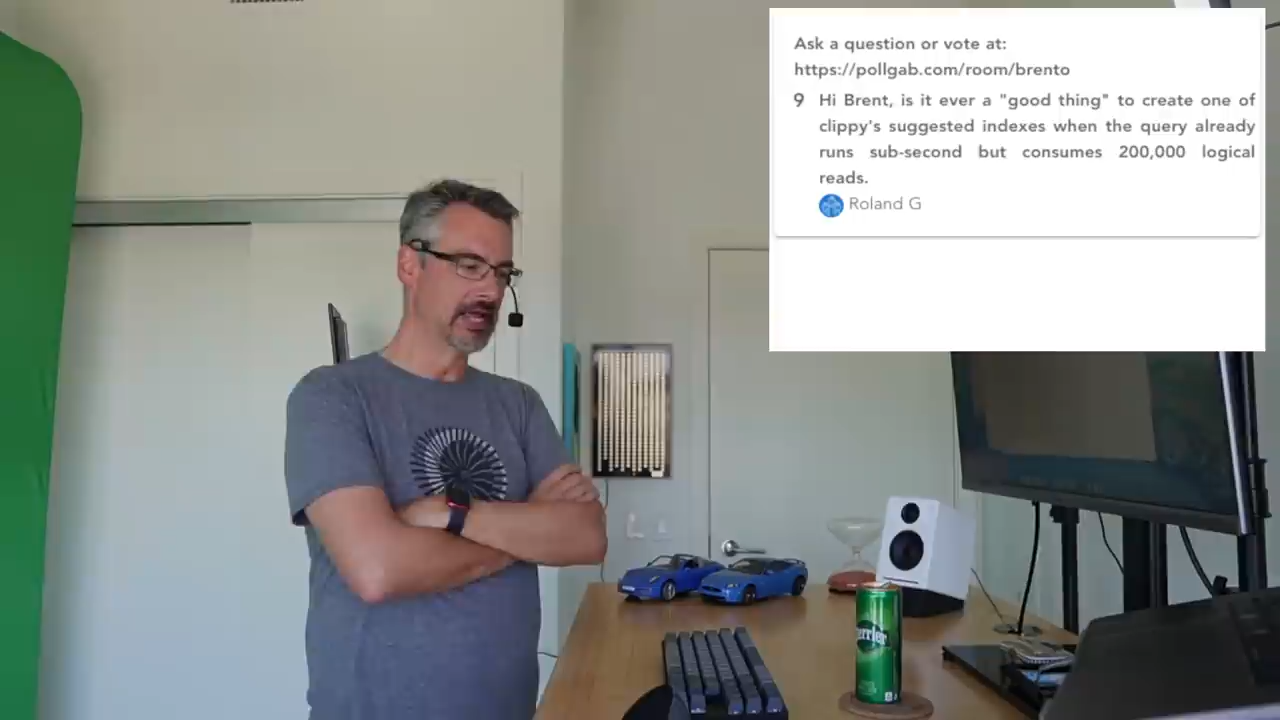 Ask a question or vote at:
https://pollgab.com/room/brento
9 Hi Brent, is it ever a "good thing" to create one of
clippy's suggested indexes when the query already
runs sub-second but consumes 200,000 logical
reads.
Roland G
perrier